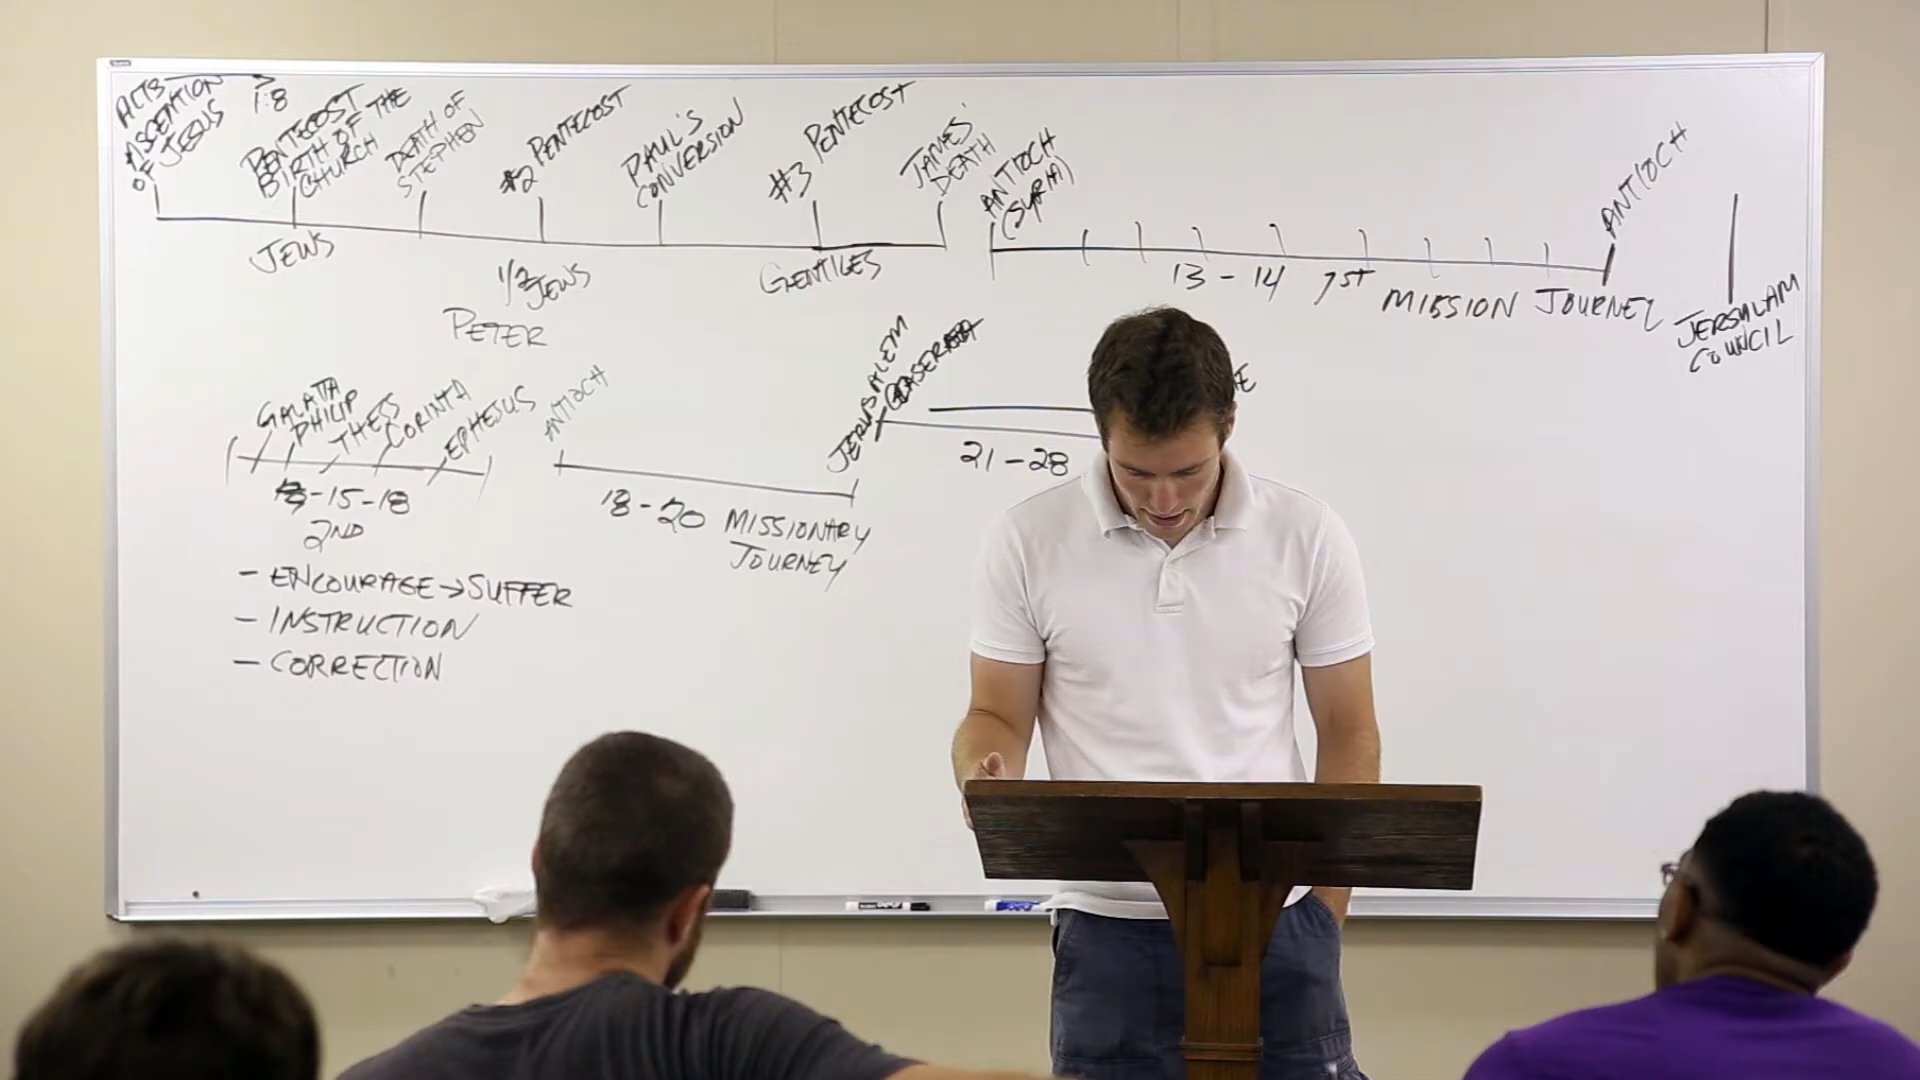 ACTS
1:8
ASCENTION
OF JESUS
PENTECOST
BIRTH OF THE
CHURCH
DEATH OF
STEPHEN
#2 PENTECOST
PAUL'S
CONVERSION
#3 PENTECOST
JAMES'
DEATH
ANTIOCH
(SYRIA)
ANTIOCH
JEWS
1/2 JEWS
GENTILES
PETER
13 - 14 1ST MISSION JOURNEY
JERSULAM
COUNCIL
GALATIA
PHILIP
THESS
CORINTH
EPHESUS
-15-18
2ND
ANTIOCH
JERUSALEM
18-20 MISSIONARY
JOURNEY
21-28
- ENCOURAGE → SUFFER
- INSTRUCTION
- CORRECTION